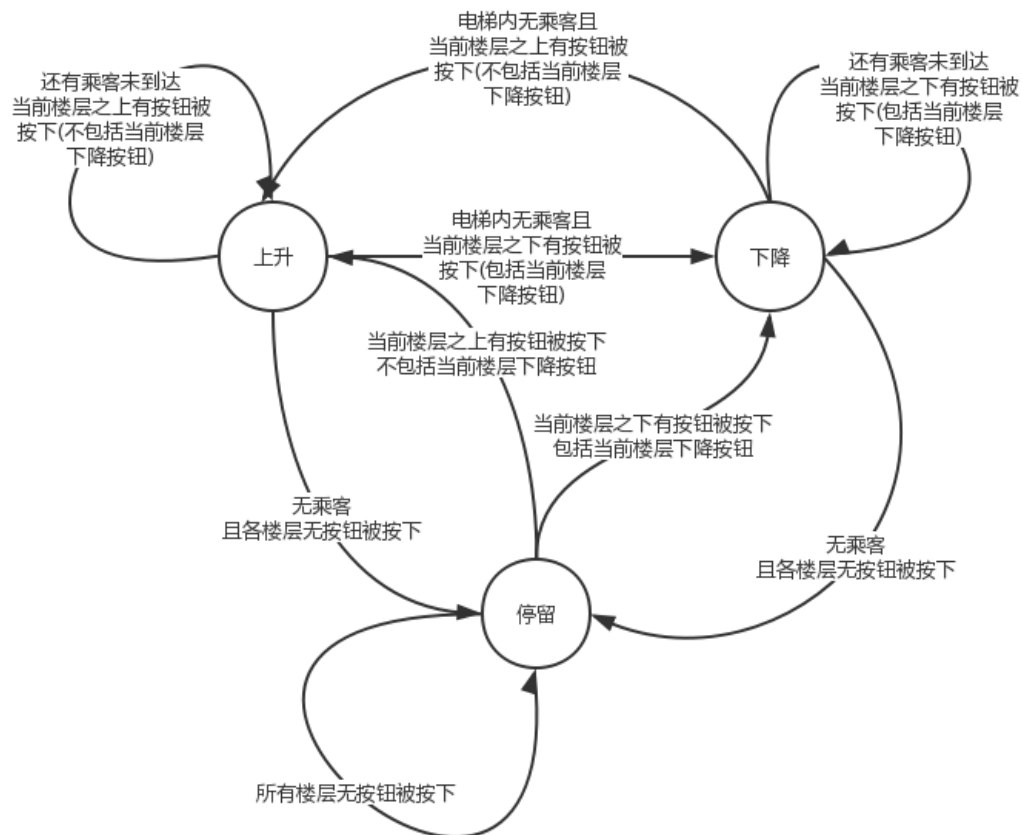 电梯内无乘客且
当前楼层之上有按钮被
按下(不包括当前楼层
下降按钮)
还有乘客未到达
当前楼层之上有按钮被
按下(不包括当前楼层
下降按钮)
还有乘客未到达
当前楼层之下有按钮被
按下(包括当前楼层
下降按钮)
上升
电梯内无乘客且
当前楼层之下有按钮被
按下(包括当前楼层
下降按钮)
下降
当前楼层之上有按钮被按下
不包括当前楼层下降按钮
当前楼层之下有按钮被按下
包括当前楼层下降按钮
无乘客
且各楼层无按钮被按下
无乘客
且各楼层无按钮被按下
停留
所有楼层无按钮被按下